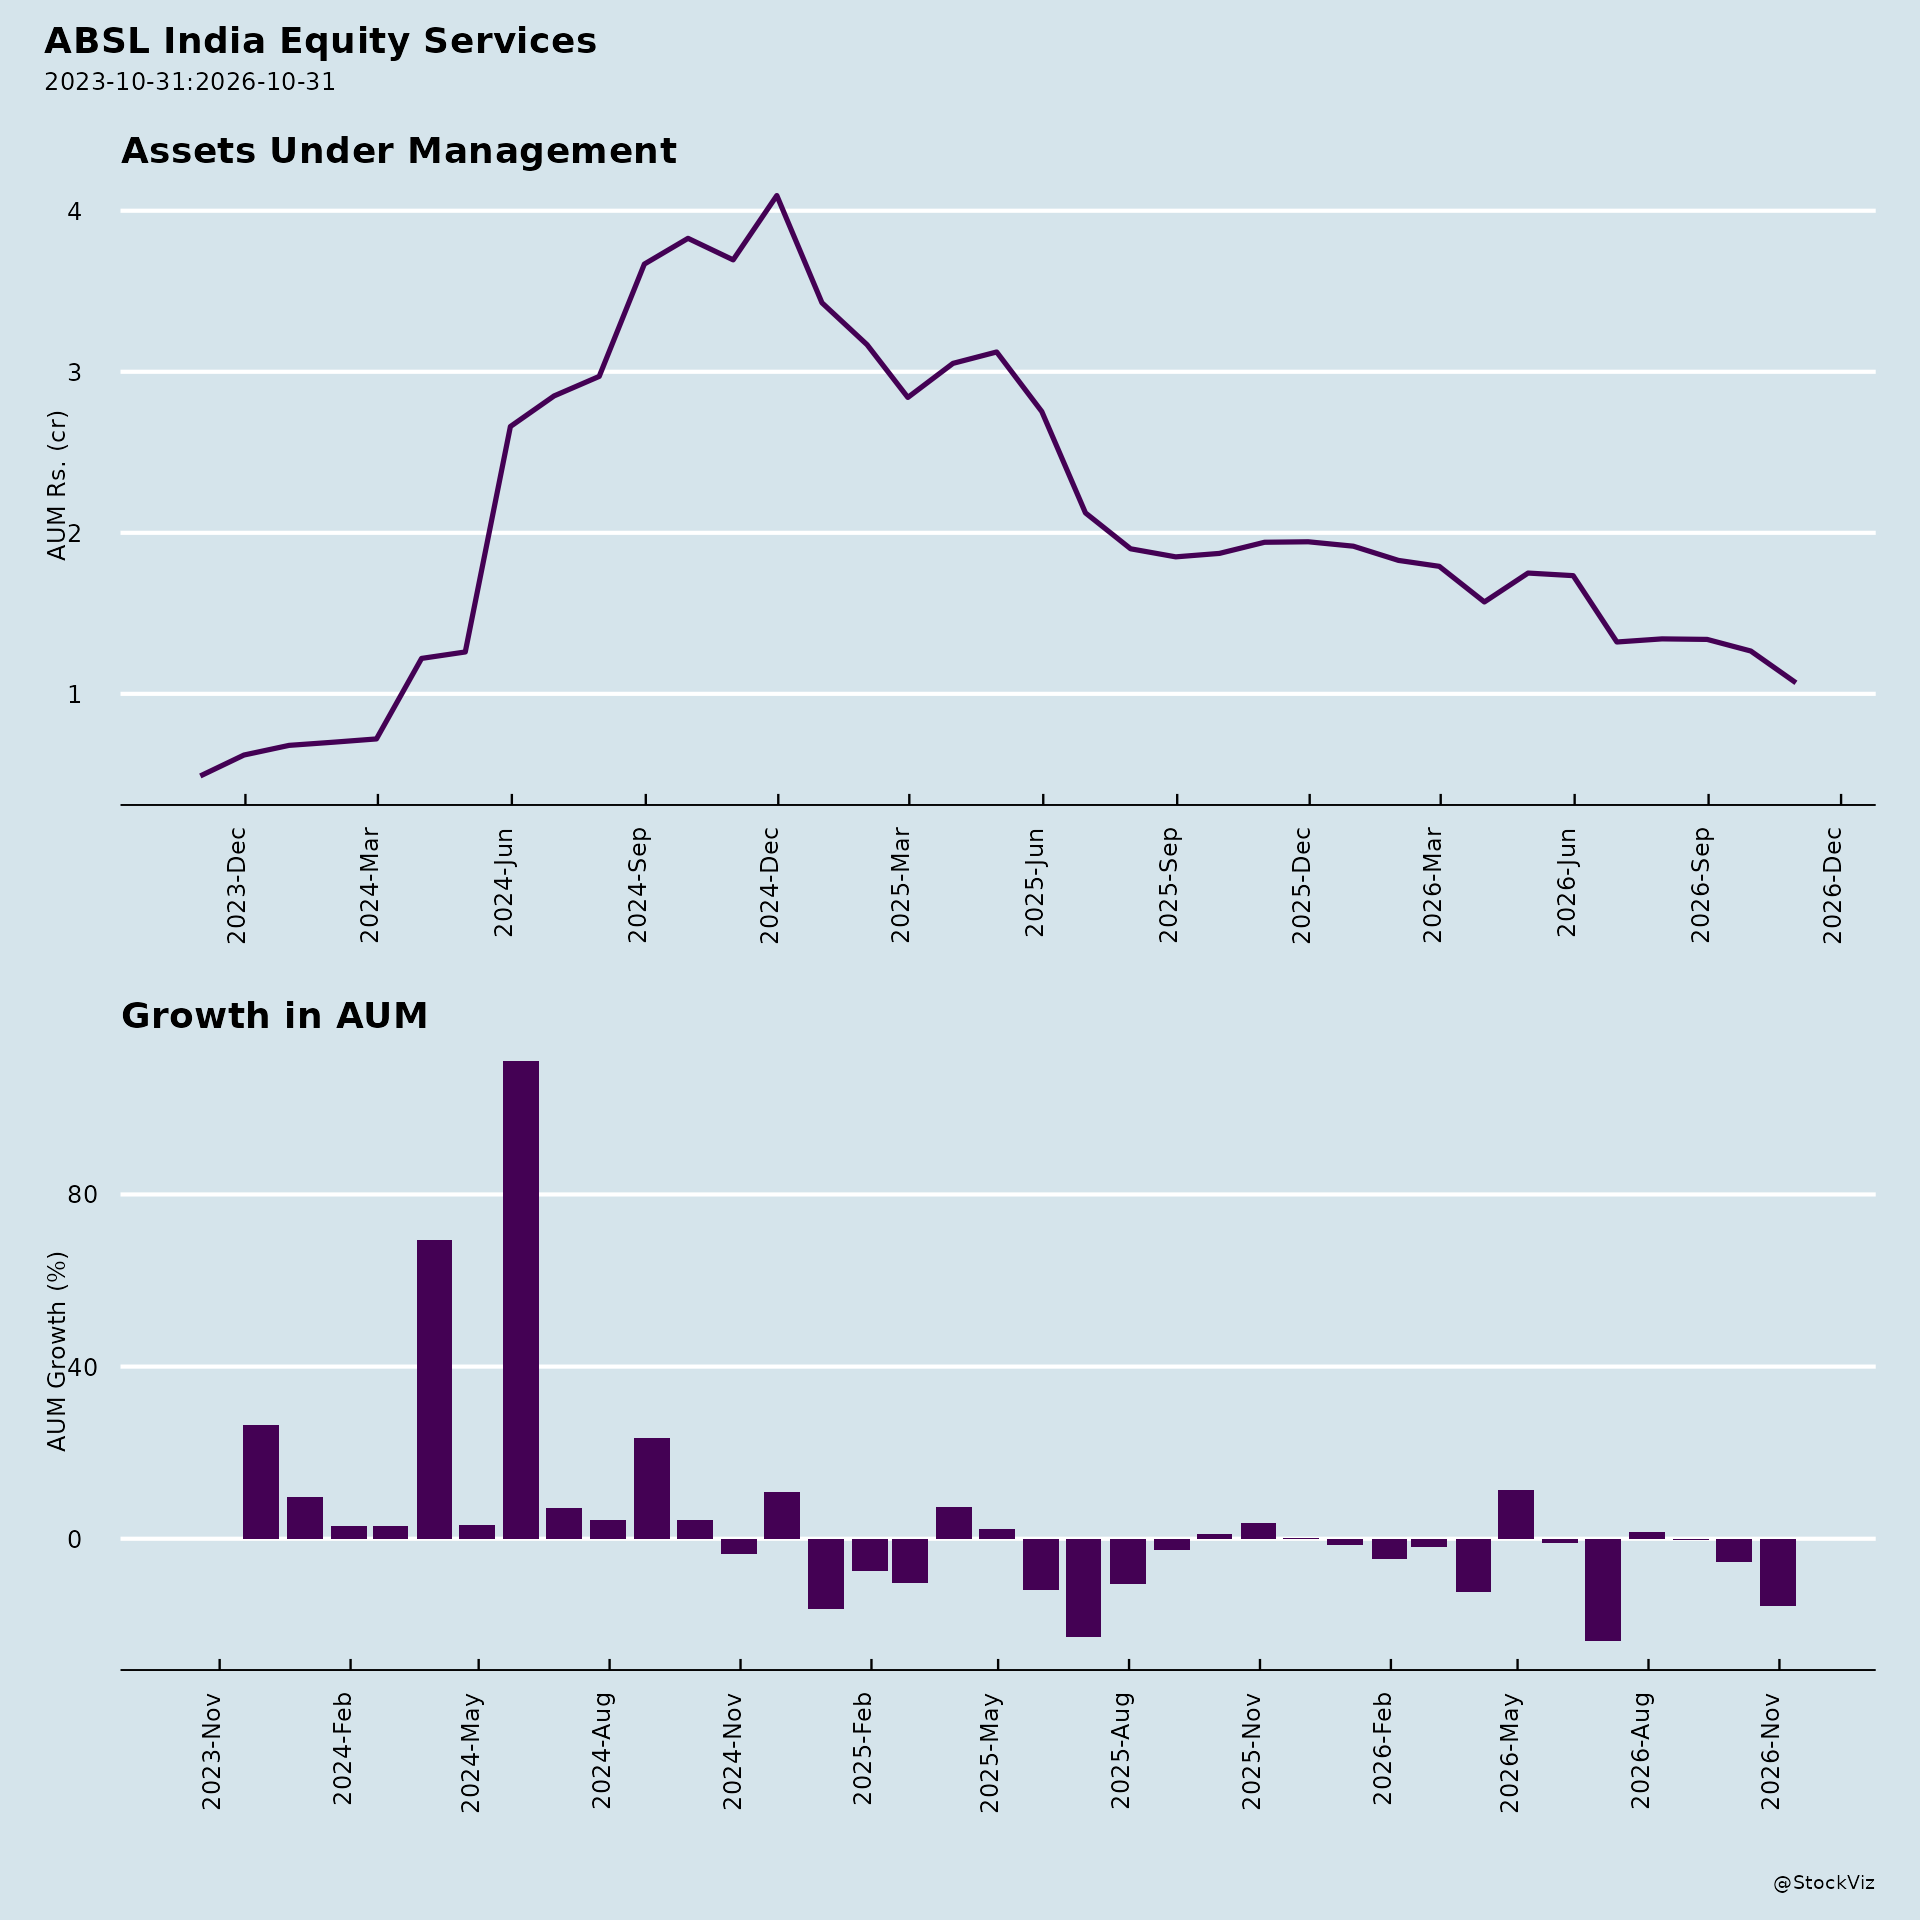 ABSL India Equity Services
2023-10-31:2026-10-31
Assets Under Management
AUM Rs. (cr)
4
3
2
1
2023-Dec
2024-Mar
2024-Jun
2024-Sep
2024-Dec
2025-Mar
2025-Jun
2025-Sep
2025-Dec
2026-Mar
2026-Jun
2026-Sep
2026-Dec
Growth in AUM
AUM Growth (%)
80
40
0
2023-Nov
2024-Feb
2024-May
2024-Aug
2024-Nov
2025-Feb
2025-May
2025-Aug
2025-Nov
2026-Feb
2026-May
2026-Aug
2026-Nov
@StockViz